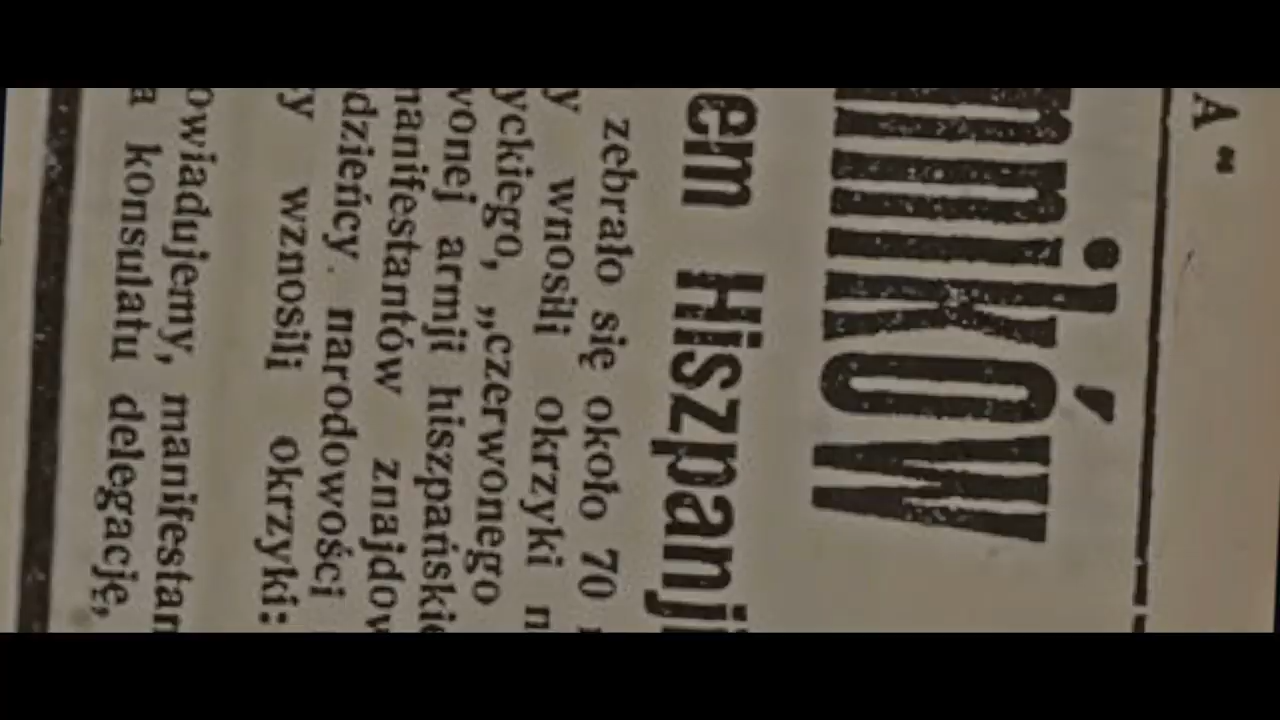 A“
nników
em Hiszpanji
zebrało się około 70
y wnosili okrzyki n
yckiego, „czerwonego
wonej armji hiszpańskie
manifestantów znajdow
dzieńcy narodowości
y wznosili okrzyki:
owiadujemy, manifestan
a konsulatu delegację,